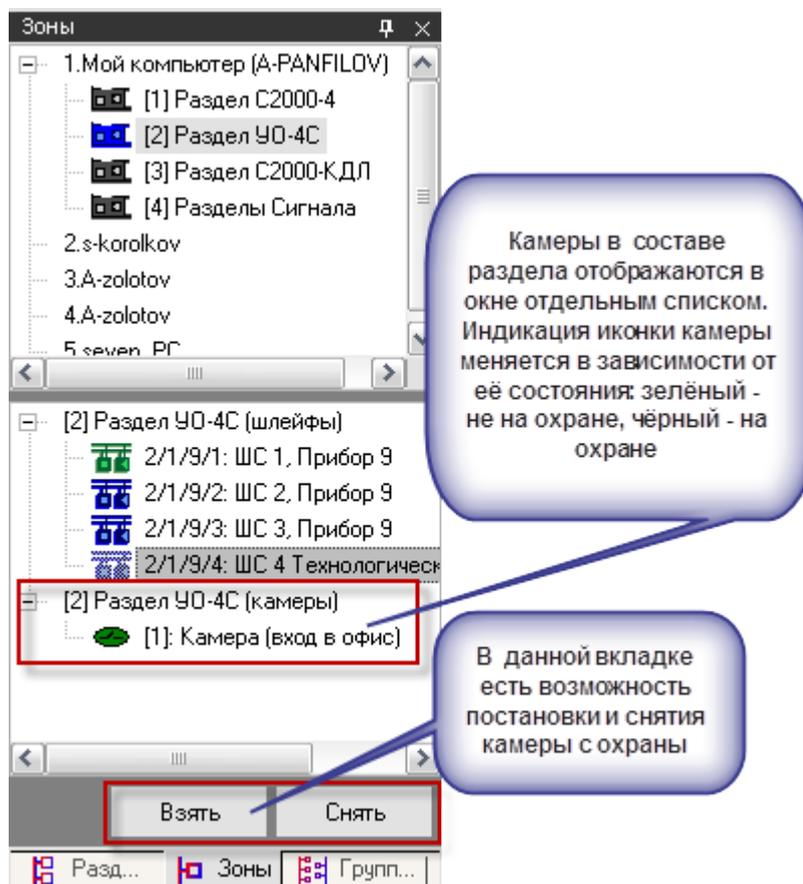 Зоны
1.Мой компьютер (A-PANFILOV)
[1] Раздел С2000-4
[2] Раздел УО-4С
[3] Раздел С2000-КДЛ
[4] Разделы Сигнала
2.s-korolkov
3.A-zolotov
4.A-zolotov
5.seven_PC
[2] Раздел УО-4С (шлейфы)
2/1/9/1: ШС 1, Прибор 9
2/1/9/2: ШС 2, Прибор 9
2/1/9/3: ШС 3, Прибор 9
2/1/9/4: ШС 4 Технологическ
[2] Раздел УО-4С (камеры)
[1]: Камера (вход в офис)
Взять
Снять
Разд...
Зоны
Групп...
Камеры в составе
раздела отображаются в
окне отдельным списком.
Индикация иконки камеры
меняется в зависимости от
её состояния: зелёный -
не на охране, чёрный - на
охране
В данной вкладке
есть возможность
постановки и снятия
камеры с охраны